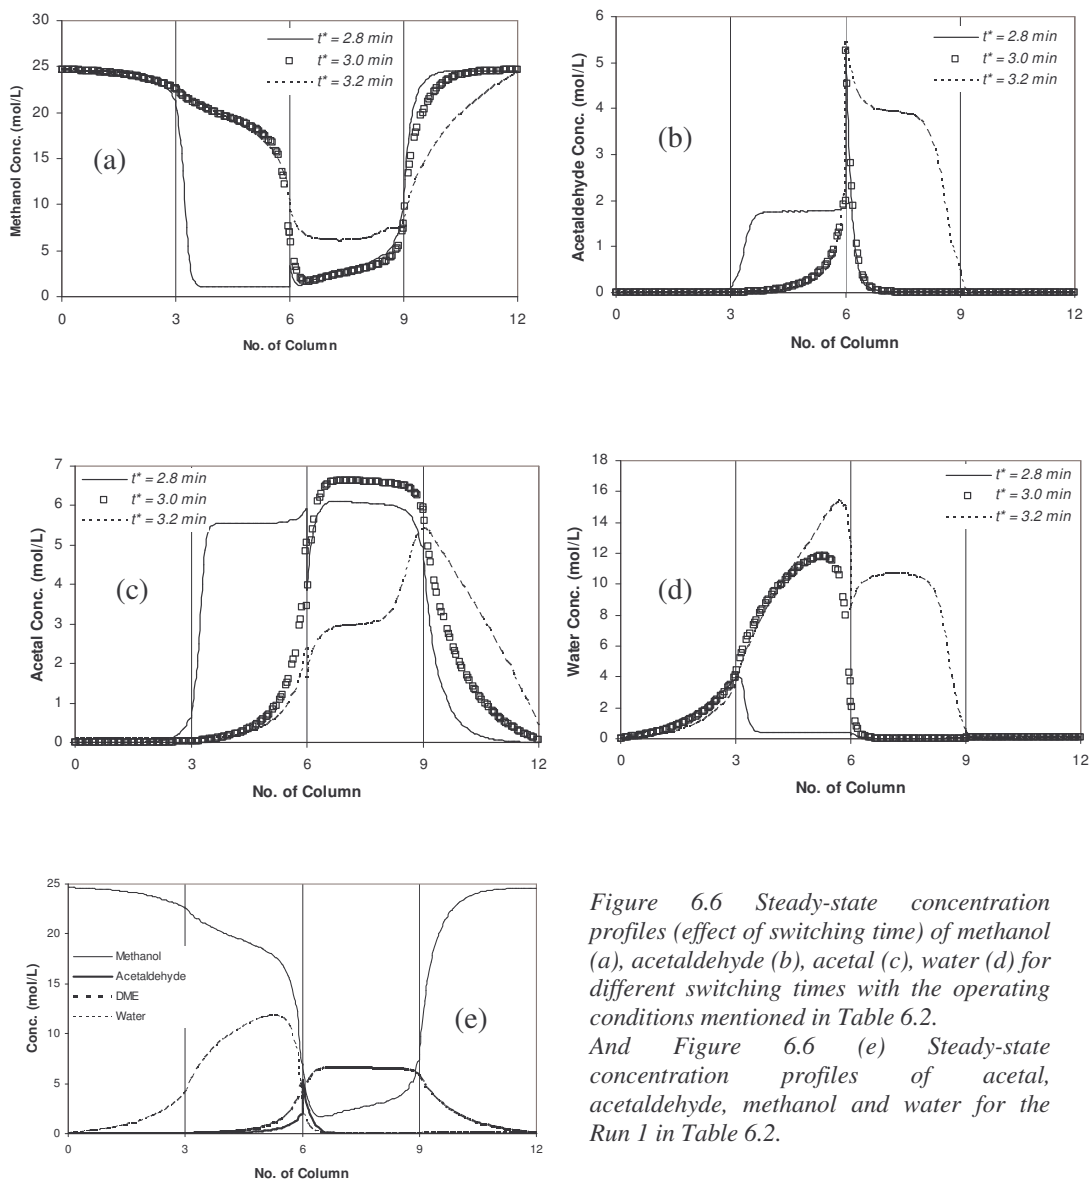 30
25
20
15
10
5
0
Methanol Conc. (mol/L)
t* = 2.8 min
t* = 3.0 min
t* = 3.2 min
(a)
0 3 6 9 12
No. of Column
6
5
4
3
2
1
0
Acetaldehyde Conc. (mol/L)
t* = 2.8 min
t* = 3.0 min
t* = 3.2 min
(b)
0 3 6 9 12
No. of Column
7
6
5
4
3
2
1
0
Acetal Conc. (mol/L)
t* = 2.8 min
t* = 3.0 min
t* = 3.2 min
(c)
0 3 6 9 12
No. of Column
18
16
14
12
10
8
6
4
2
0
Water Conc. (mol/L)
t* = 2.8 min
t* = 3.0 min
t* = 3.2 min
(d)
0 3 6 9 12
No. of Column
25
20
15
10
5
0
Conc. (mol/L)
Methanol
Acetaldehyde
DME
Water
(e)
0 3 6 9 12
No. of Column
Figure 6.6 Steady-state concentration
profiles (effect of switching time) of methanol
(a), acetaldehyde (b), acetal (c), water (d) for
different switching times with the operating
conditions mentioned in Table 6.2.
And Figure 6.6 (e) Steady-state
concentration profiles of acetal,
acetaldehyde, methanol and water for the
Run 1 in Table 6.2.